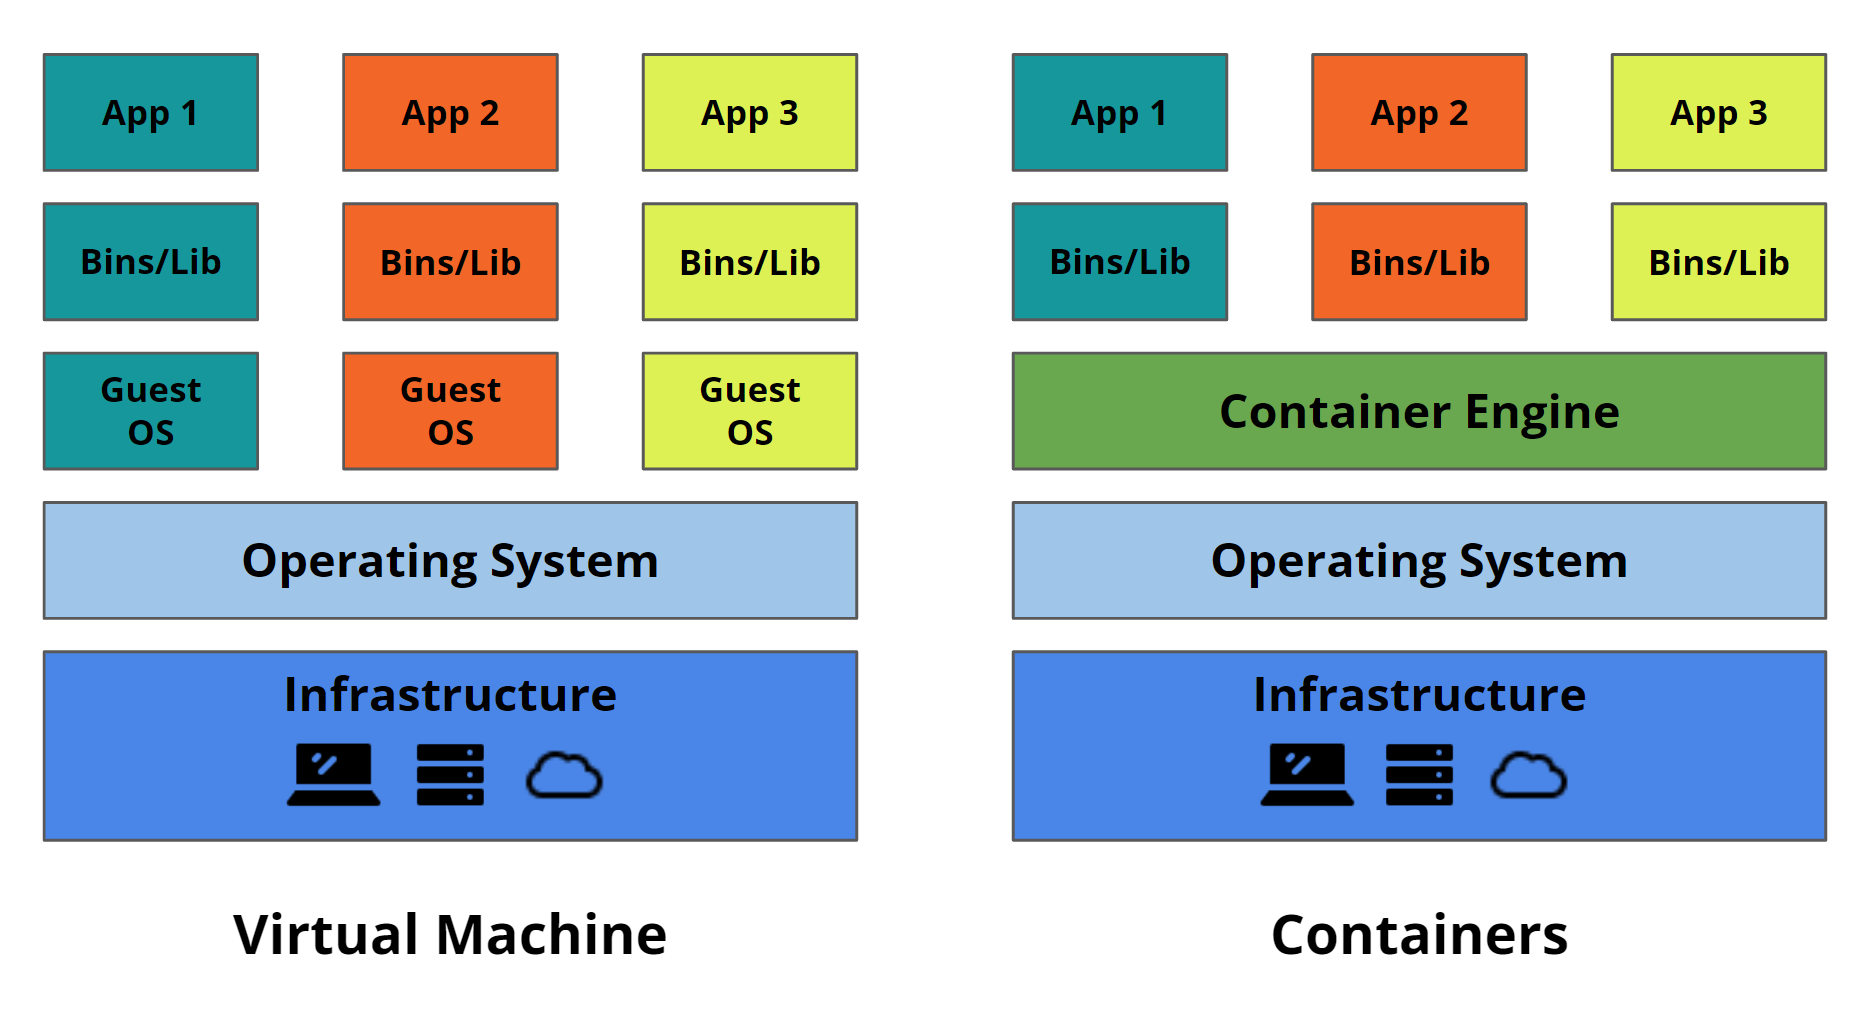 App 1
App 2
App 3
Bins/Lib
Bins/Lib
Bins/Lib
Guest
OS
Guest
OS
Guest
OS
Operating System
Infrastructure
Virtual Machine
App 1
App 2
App 3
Bins/Lib
Bins/Lib
Bins/Lib
Container Engine
Operating System
Infrastructure
Containers